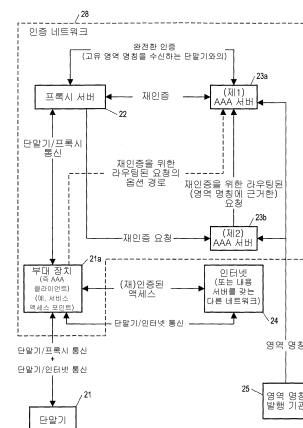 28
인증 네트워크
완전한 인증
(고유 영역 명칭을 수신하는 단말기와의)
23a
프록시 서버
재인증
(제1)
AAA 서버
22
단말기/프록시
통신
재인증을 위한
라우팅된 요청의
옵션 경로
재인증을 위한 라우팅된
(영역 명칭에 근거한)
요청
23b
재인증 요청
(제2)
AAA 서버
21a
부대 장치
(즉 AAA
클라이언트)
(예, 서비스
액세스 포인트)
(재)인증된
액세스
인터넷
(또는 내용
서버를 갖는
다른 네트워크)
24
단말기/인터넷 통신
단말기/프록시 통신
+
단말기/인터넷 통신
영역 명칭
21
단말기
25
영역 명칭
발행 기관